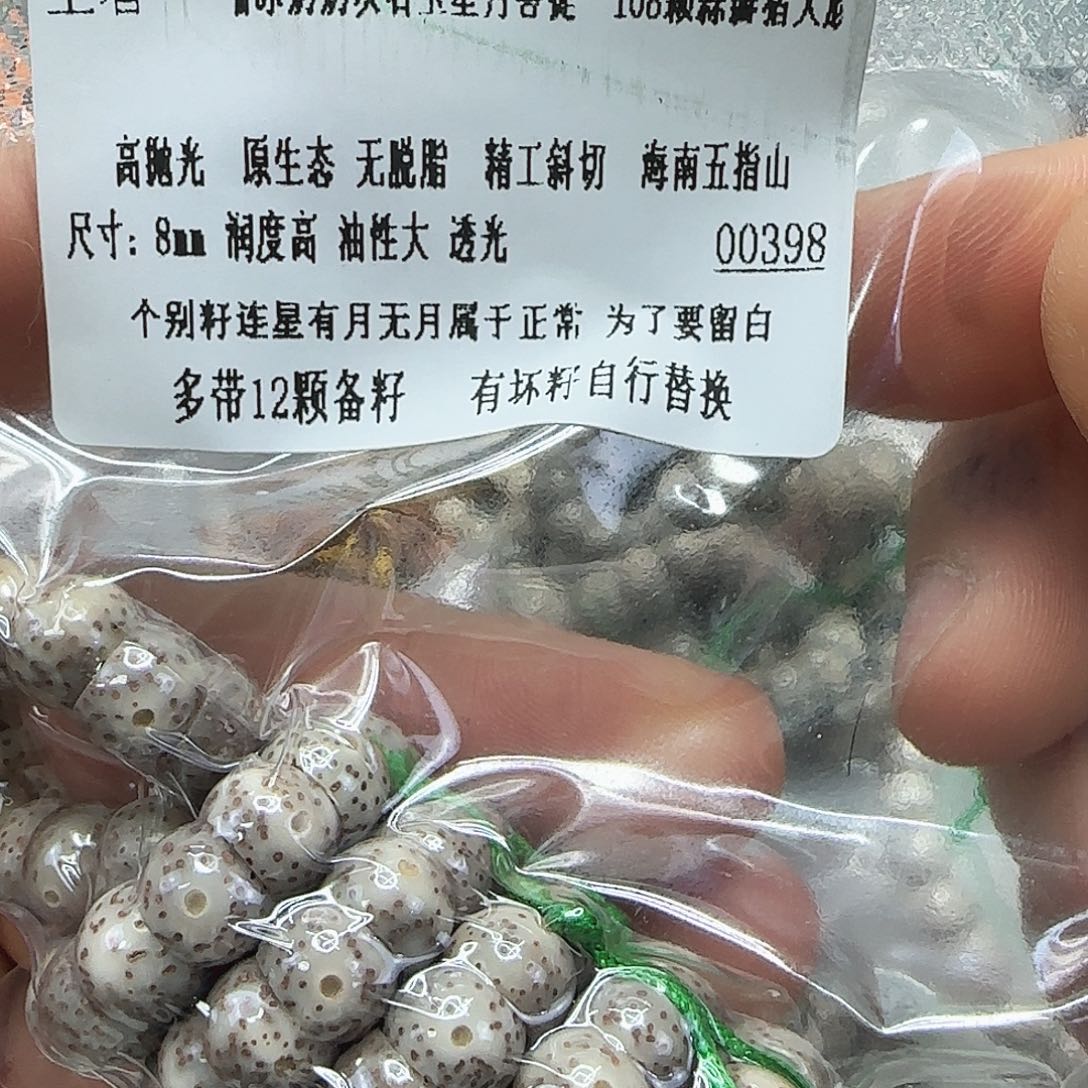 高抛光 原生态 无脱脂 精工斜切 海南五指山
尺寸: 8mm 润度高 油性大 透光 00398
个别籽连星有月无月属于正常 为了要留白
多带12颗备籽 有坏籽自行替换